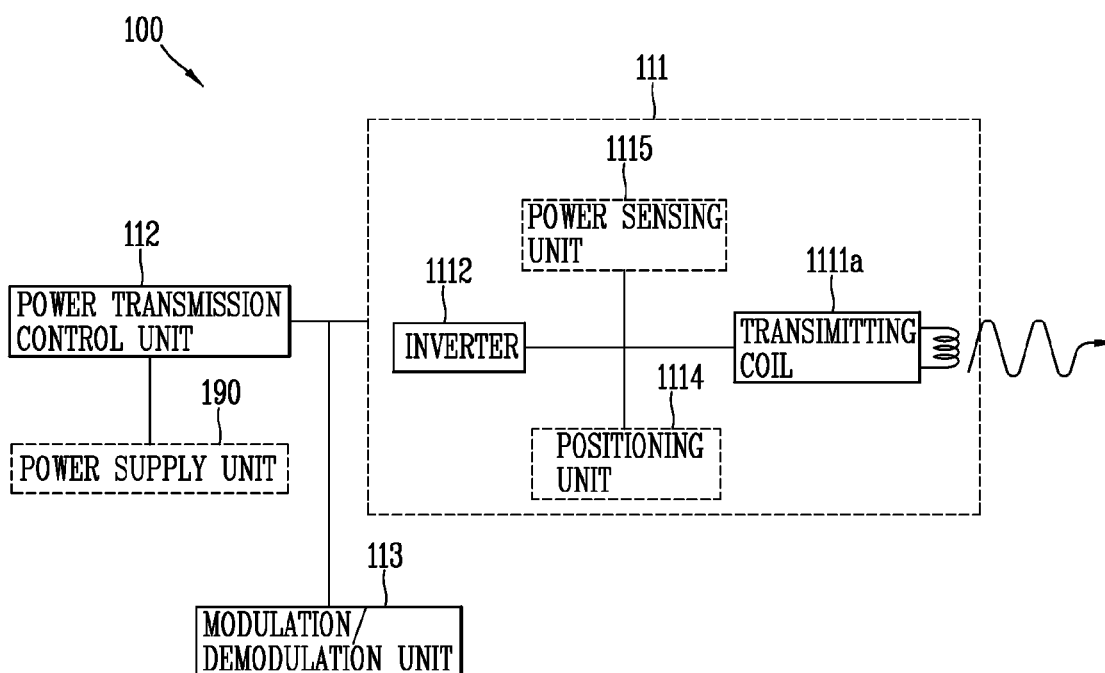 100
111
1115
POWER SENSING
UNIT
112
POWER TRANSMISSION
CONTROL UNIT
1112
INVERTER
1111a
TRANSIMITTING
COIL
1114
POSITIONING
UNIT
190
POWER SUPPLY UNIT
113
MODULATION/
DEMODULATION UNIT